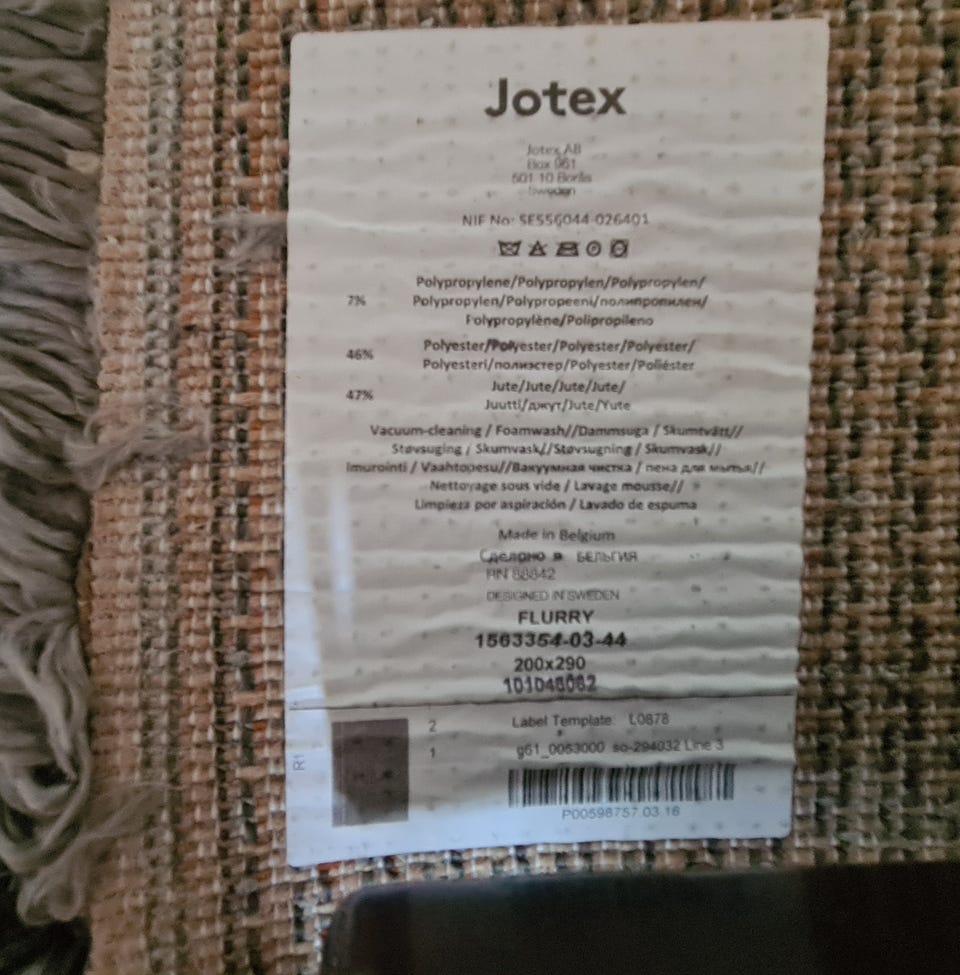 Jotex
Jotex AB
Box 961
501 10 Borås
Sweden
NIF No: SE556044-026401
7%
Polypropylene/Polypropylen/Polypropylen/
Polypropylen/Polypropeeni/полипропилен/
Polypropylène/Polipropileno
46%
Polyester/Polyester/Polyester/Polyester/
Polyesteri/полиэстер/Polyester/Poliéster
47%
Jute/Jute/Jute/Jute/
Juutti/джут/Jute/Yute
Vacuum-cleaning / Foamwash//Dammsuga / Skumtvätt//
Støvsuging / Skumvask//Støvsugning / Skumvask//
Imurointi / Vaahtopesu//Вакуумная чистка / пена для мытья//
Nettoyage sous vide / Lavage mousse//
Limpieza por aspiración / Lavado de espuma
Made in Belgium
Сделано в БЕЛЬГИЯ
RN 88842
DESIGNED IN SWEDEN
FLURRY
1563354-03-44
200x290
101048062
R1
2
Label Template L0878
1
g61_0053000 so-294032 Line 3
P00598757.03.16